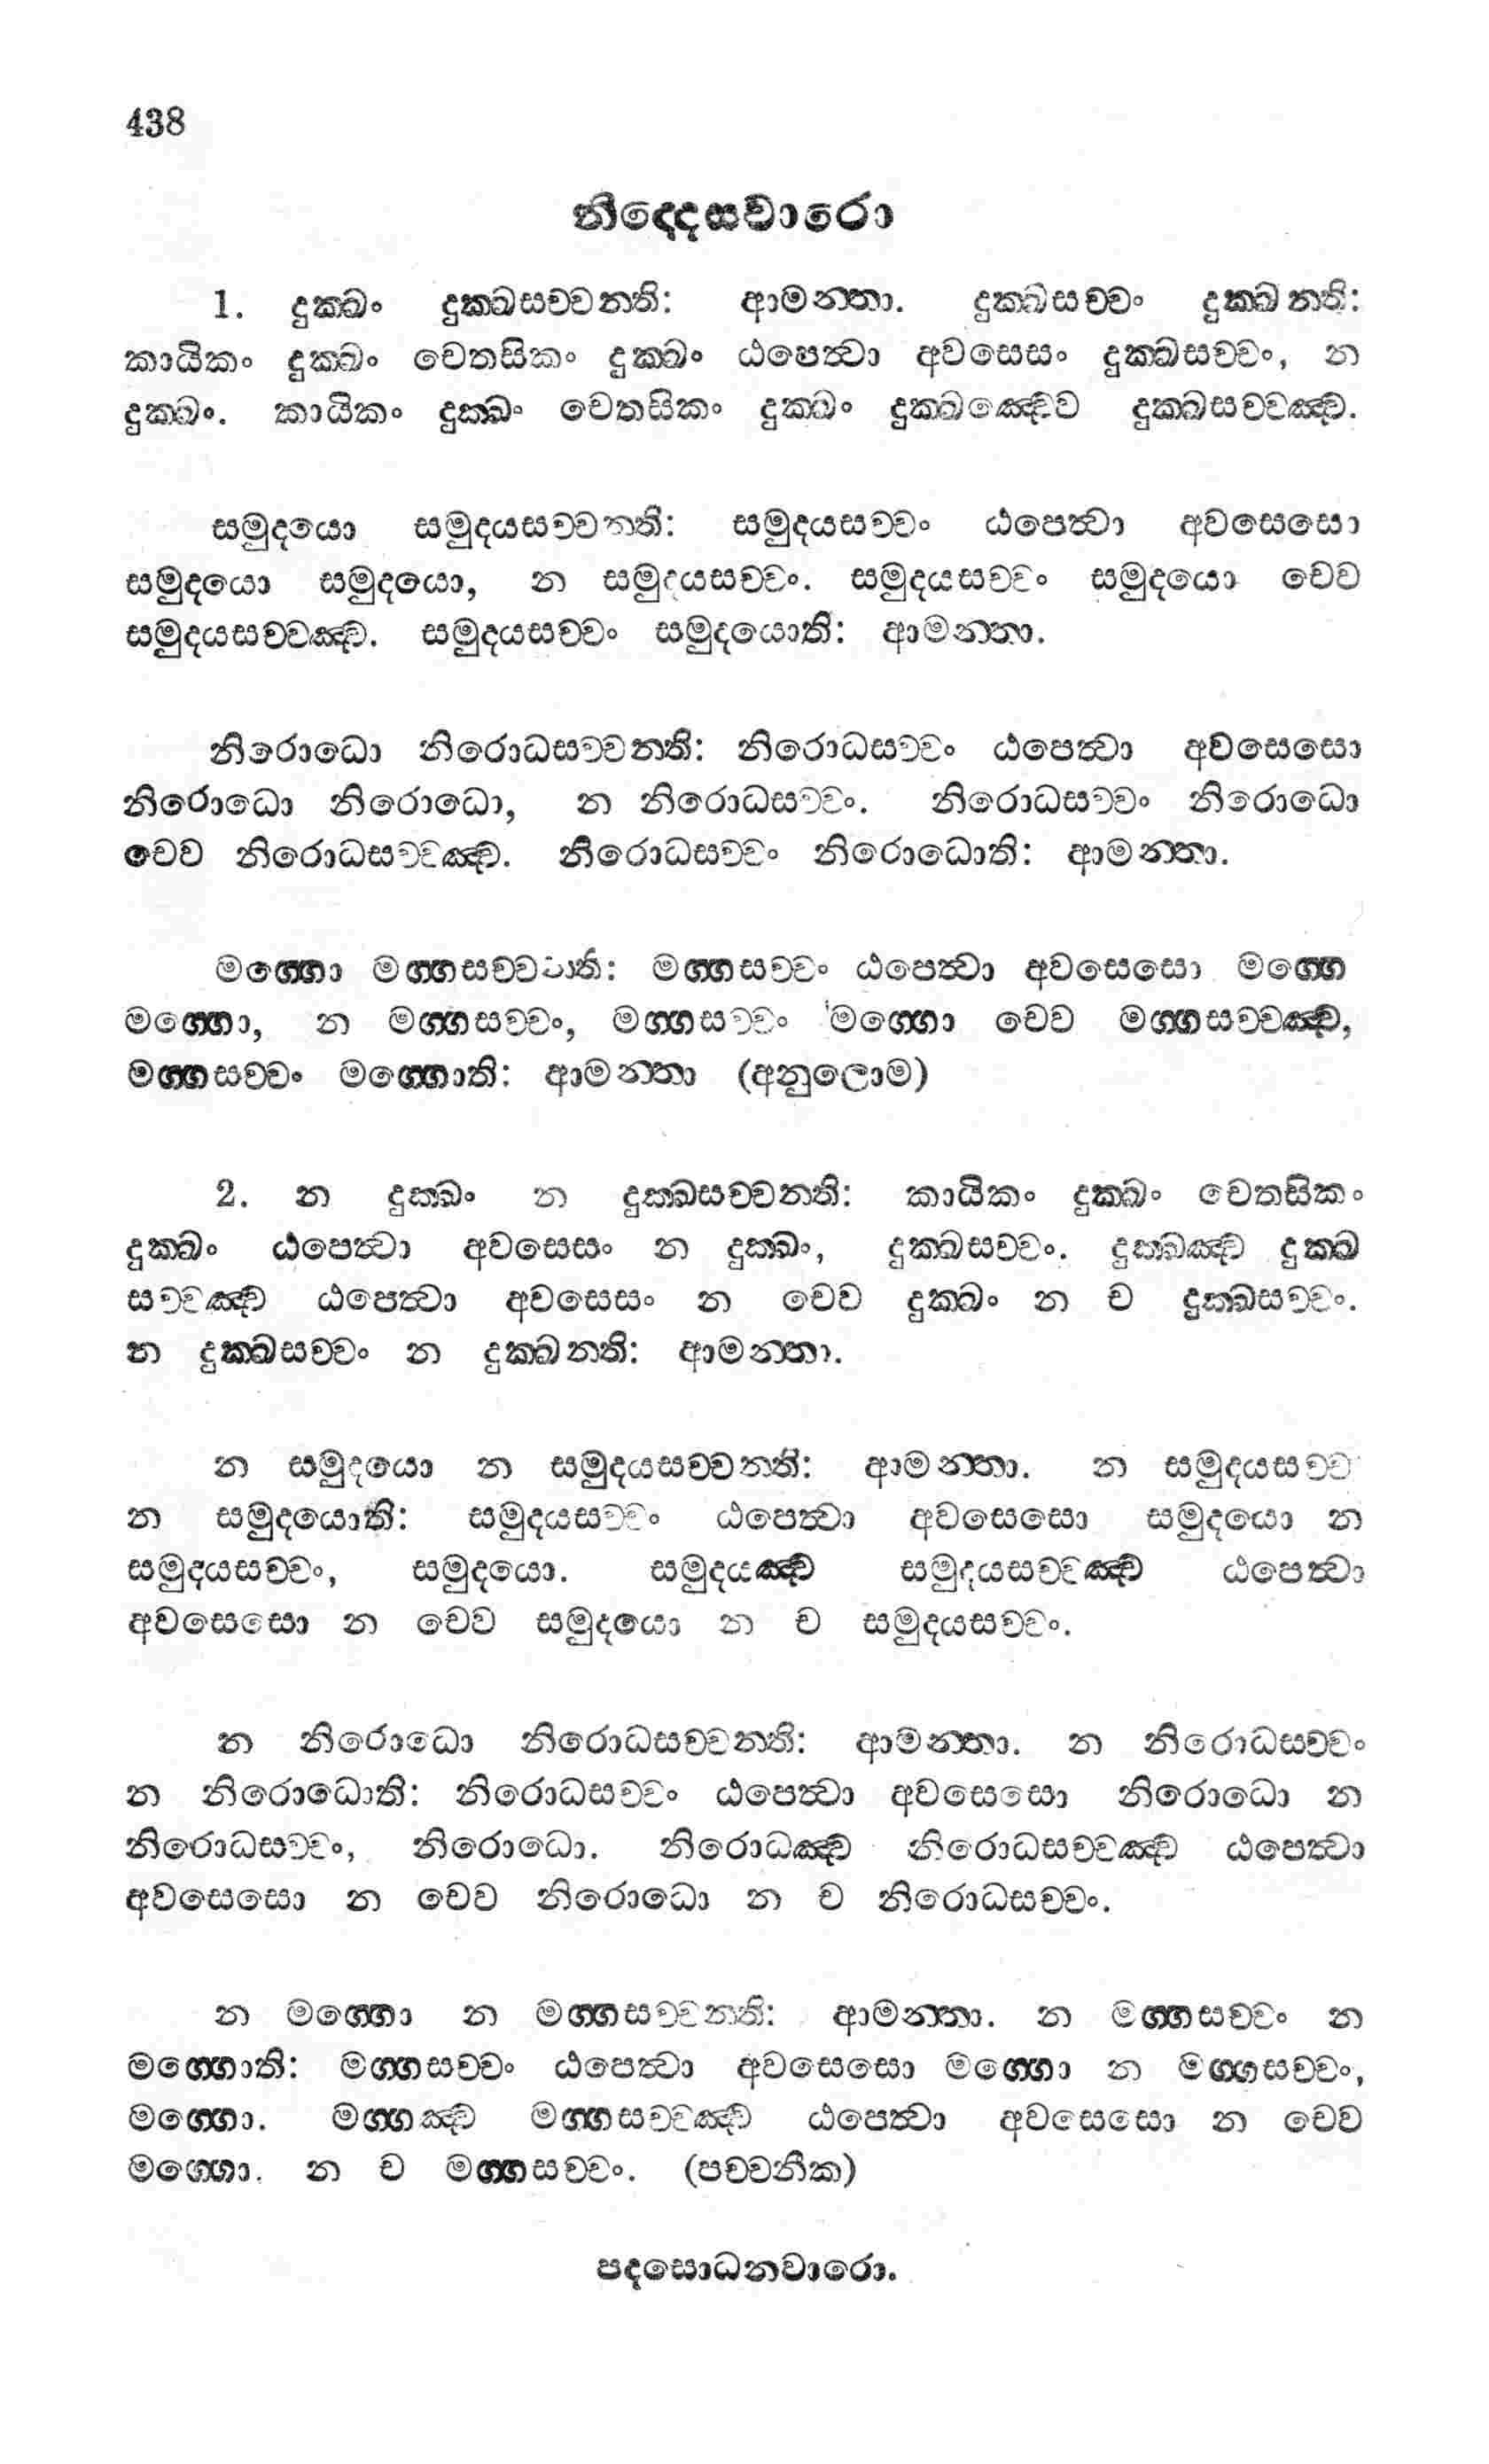 438
නිද්දෙසවාරො
1. දුක්ඛං දුක්ඛසච්චන්ති: ආමන්තා. දුක්ඛසච්චං දුක්ඛන්ති:
කායිකං දුක්ඛං චෙතසිකං දුක්ඛං ඨපෙත්වා අවසෙසං දුක්ඛසච්චං, න
දුක්ඛං. කායිකං දුක්ඛං චෙතසිකං දුක්ඛං දුක්ඛඤ්චෙව දුක්ඛසච්චඤ්ච.
සමුදයො සමුදයසච්චන්ති: සමුදයසච්චං ඨපෙත්වා අවසෙසො
සමුදයො සමුදයො, න සමුදයසච්චං. සමුදයසච්චං සමුදයො චෙව
සමුදයසච්චඤ්ච. සමුදයසච්චං සමුදයොති: ආමන්තා.
නිරොධො නිරොධසච්චන්ති: නිරොධසච්චං ඨපෙත්වා අවසෙසො
නිරොධො නිරොධො, න නිරොධසච්චං. නිරොධසච්චං නිරොධො
චෙව නිරොධසච්චඤ්ච. නිරොධසච්චං නිරොධොති: ආමන්තා.
මග්ගො මග්ගසච්චන්ති: මග්ගසච්චං ඨපෙත්වා අවසෙසො මග්ගෙ
මග්ගො, න මග්ගසච්චං, මග්ගසච්චං මග්ගො චෙව මග්ගසච්චඤ්ච,
මග්ගසච්චං මග්ගොති: ආමන්තා (අනුලොම)
2. න දුක්ඛං න දුක්ඛසච්චන්ති: කායිකං දුක්ඛං චෙතසිකං
දුක්ඛං ඨපෙත්වා අවසෙසං න දුක්ඛං, දුක්ඛසච්චං. දුක්ඛඤ්ච දුක්ඛ
සච්චඤ්ච ඨපෙත්වා අවසෙසං න චෙව දුක්ඛං න ච දුක්ඛසච්චං.
න දුක්ඛසච්චං න දුක්ඛන්ති: ආමන්තා.
න සමුදයො න සමුදයසච්චන්ති: ආමන්තා. න සමුදයසච්ච
න සමුදයොති: සමුදයසච්චං ඨපෙත්වා අවසෙසො සමුදයො න
සමුදයසච්චං, සමුදයො. සමුදයඤ්ච සමුදයසච්චඤ්ච ඨපෙත්වා
අවසෙසො න චෙව සමුදයො න ච සමුදයසච්චං.
න නිරොධො නිරොධසච්චන්ති: ආමන්තා. න නිරොධසච්චං
න නිරොධොති: නිරොධසච්චං ඨපෙත්වා අවසෙසො නිරොධො න
නිරොධසච්චං, නිරොධො. නිරොධඤ්ච නිරොධසච්චඤ්ච ඨපෙත්වා
අවසෙසො න චෙව නිරොධො න ච නිරොධසච්චං.
න මග්ගො න මග්ගසච්චන්ති: ආමන්තා. න මග්ගසච්චං න
මග්ගොති: මග්ගසච්චං ඨපෙත්වා අවසෙසො මග්ගො න මග්ගසච්චං,
මග්ගො. මග්ගඤ්ච මග්ගසච්චඤ්ච ඨපෙත්වා අවසෙසො න චෙව
මග්ගො. න ච මග්ගසච්චං. (පච්චනීක)
පදසොධනවාරො.